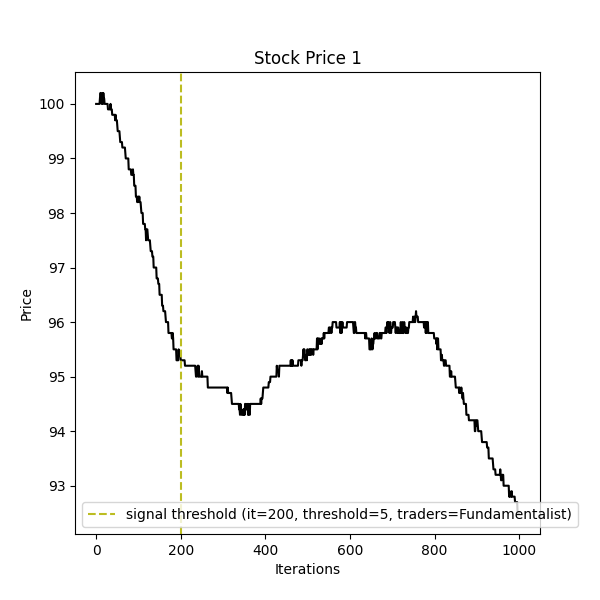 Stock Price 1
Price
100
99
98
97
96
95
94
93
signal threshold (it=200, threshold=5, traders=Fundamentalist)
0 200 400 600 800 1000
Iterations